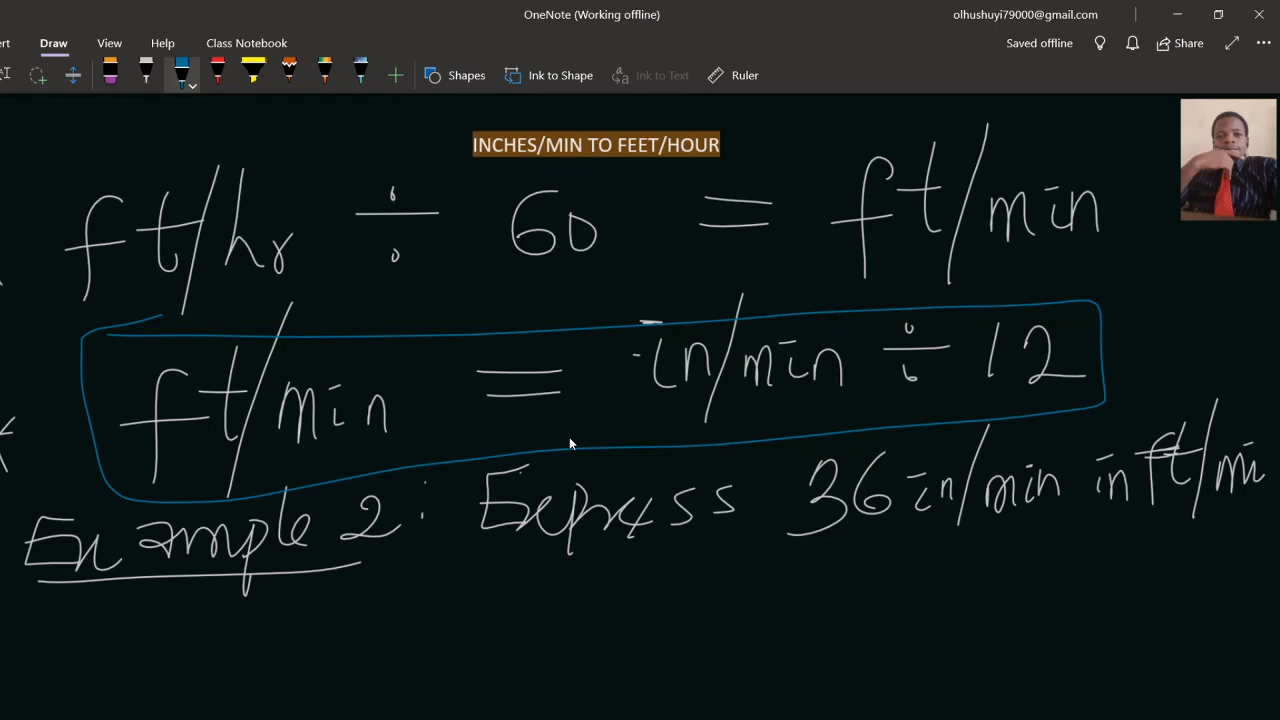 OneNote (Working offline)
olhushuyi79000@gmail.com
Draw View Help Class Notebook
Saved offline
Share
Shapes
Ink to Shape
Ink to Text
Ruler
INCHES/MIN TO FEET/HOUR
ft/hr ÷ 60 = ft/min
ft/min = in/min ÷ 12
Example 2: Express 36 in/min in ft/mi